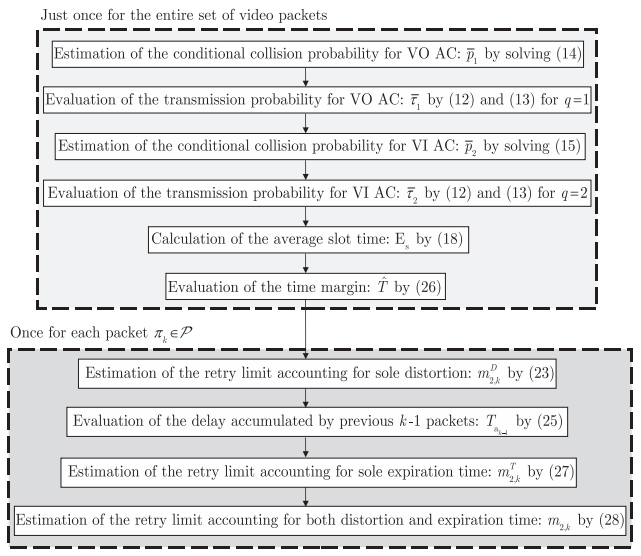 Just once for the entire set of video packets
Estimation of the conditional collision probability for VO AC: p̅₁ by solving (14)
Evaluation of the transmission probability for VO AC: τ̅₁ by (12) and (13) for q=1
Estimation of the conditional collision probability for VI AC: p̅₂ by solving (15)
Evaluation of the transmission probability for VI AC: τ̅₂ by (12) and (13) for q=2
Calculation of the average slot time: Eₛ by (18)
Evaluation of the time margin: T̂ by (26)
Once for each packet π_k ∈ 𝒫
Estimation of the retry limit accounting for sole distortion: m_{2,k}^D by (23)
Evaluation of the delay accumulated by previous k-1 packets: T_{a_{k-1}} by (25)
Estimation of the retry limit accounting for sole expiration time: m_{2,k}^T by (27)
Estimation of the retry limit accounting for both distortion and expiration time: m_{2,k} by (28)